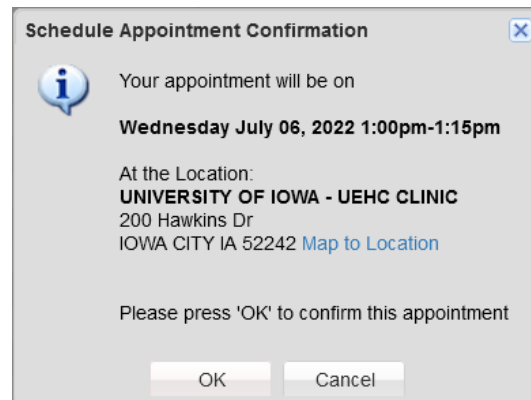 Schedule Appointment Confirmation
Your appointment will be on
Wednesday July 06, 2022 1:00pm-1:15pm
At the Location:
UNIVERSITY OF IOWA - UEHC CLINIC
200 Hawkins Dr
IOWA CITY IA 52242 Map to Location
Please press 'OK' to confirm this appointment
OK Cancel